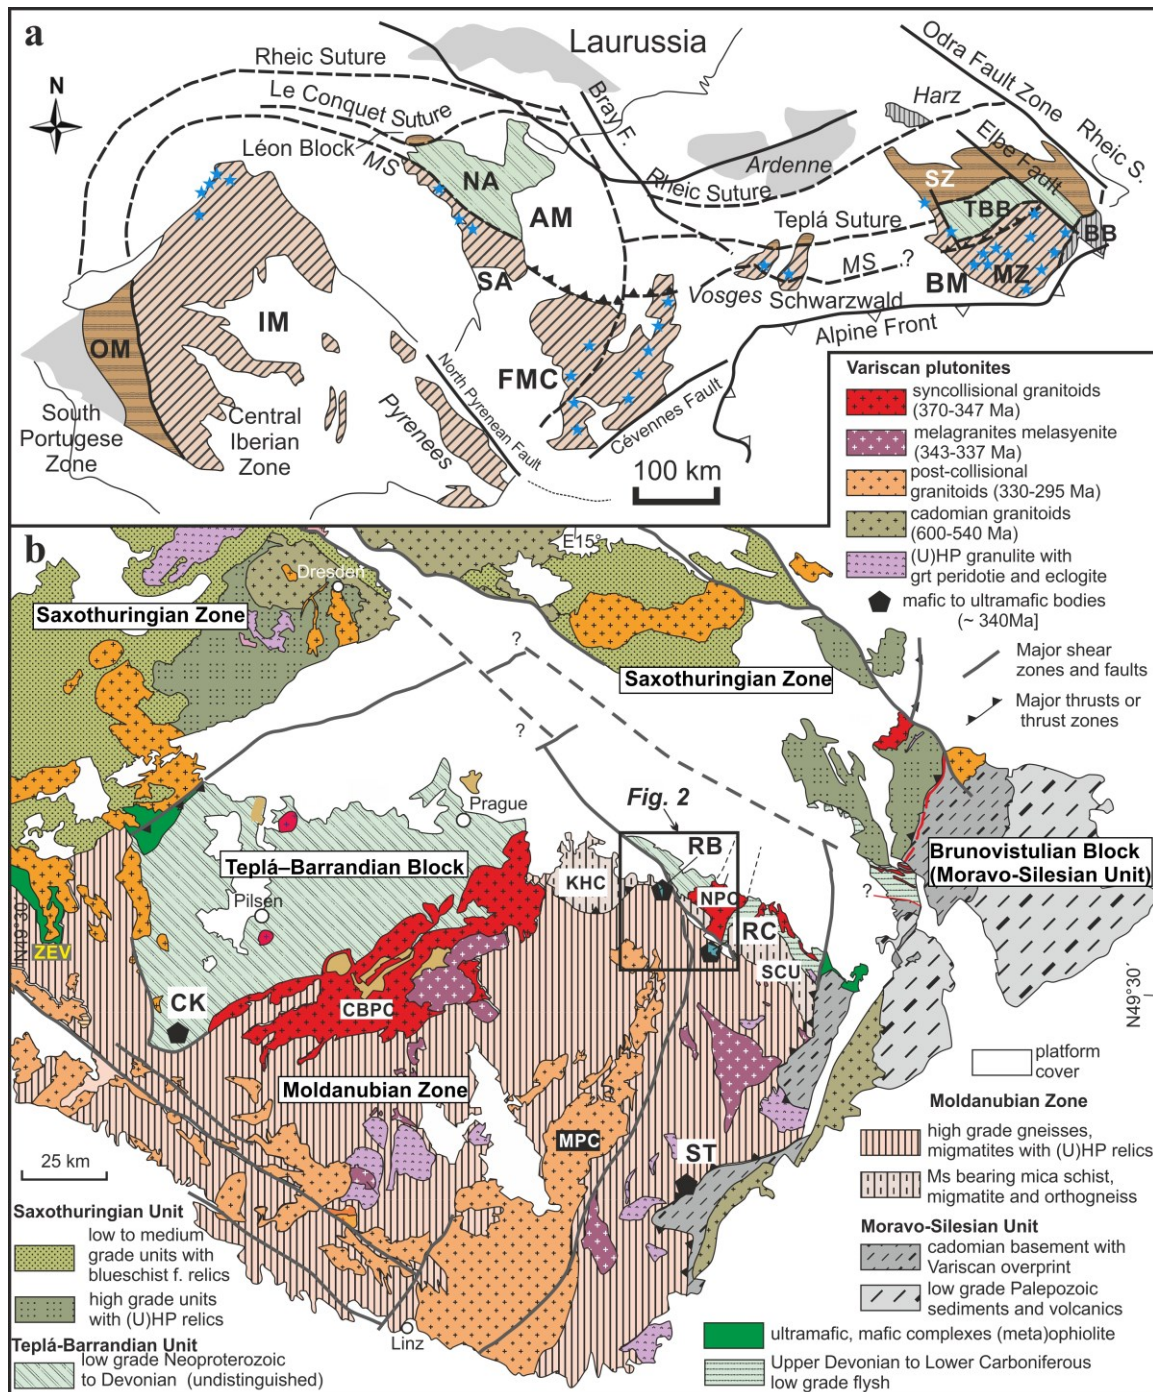 a
Laurussia
Odra Fault Zone
Rheic Suture
N
Le Conquet Suture
Bray F.
Harz
Elbe Fault
Rheic S.
Léon Block
MS
NA
Ardenne
Rheic Suture
SZ
AM
Teplá Suture
TBB
BB
SA
MS ?
BM
MZ
Vosges
Schwarzwald
IM
OM
Alpine Front
FMC
North Pyrenean Fault
Cévennes Fault
South
Portugese
Zone
Central
Iberian
Zone
Pyrenees
100 km
Variscan plutonites
syncollisional granitoids
(370-347 Ma)
melagranites melasyenite
(343-337 Ma)
post-collisional
granitoids (330-295 Ma)
cadomian granitoids
(600-540 Ma)
(U)HP granulite with
grt peridotie and eclogite
mafic to ultramafic bodies
(~ 340Ma]
Major shear
zones and faults
Major thrusts or
thrust zones
b
E15°
Dresden
Saxothuringian Zone
?
Saxothuringian Zone
?
Fig. 2
Prague
RB
Brunovistulian Block
(Moravo-Silesian Unit)
Teplá–Barrandian Block
KHC
NPC
?
Pilsen
RC
N49°30´
ZEV
SCU
CK
CBPC
N49°30´
Moldanubian Zone
MPC
ST
25 km
Linz
platform
cover
Moldanubian Zone
high grade gneisses,
migmatites with (U)HP relics
Ms bearing mica schist,
migmatite and orthogneiss
Moravo-Silesian Unit
cadomian basement with
Variscan overprint
low grade Palepozoic
sediments and volcanics
ultramafic, mafic complexes (meta)ophiolite
Upper Devonian to Lower Carboniferous
low grade flysh
Saxothuringian Unit
low to medium
grade units with
blueschist f. relics
high grade units
with (U)HP relics
Teplá-Barrandian Unit
low grade Neoproterozoic
to Devonian (undistinguished)